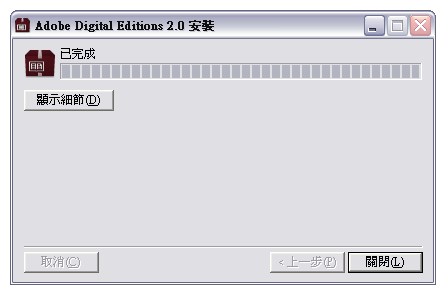 Adobe Digital Editions 2.0 安裝
已完成
顯示細節(D)
取消(C)
<上一步(P)
關閉(L)